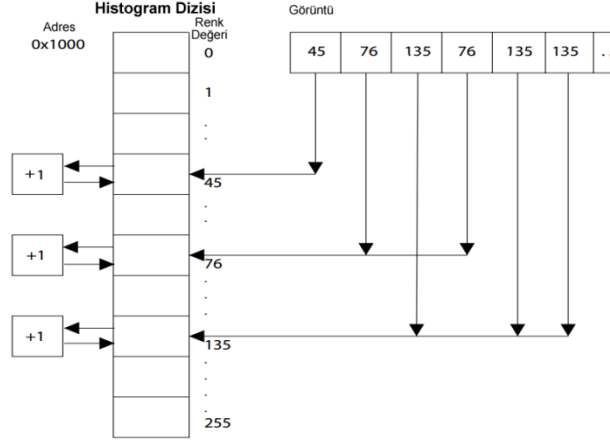 Histogram Dizisi
Adres
0x1000
Renk
Değeri
Görüntü
0
45 76 135 76 135 135 ..
1
.
.
+1
45
.
.
+1
76
.
.
.
+1
135
.
.
.
.
255